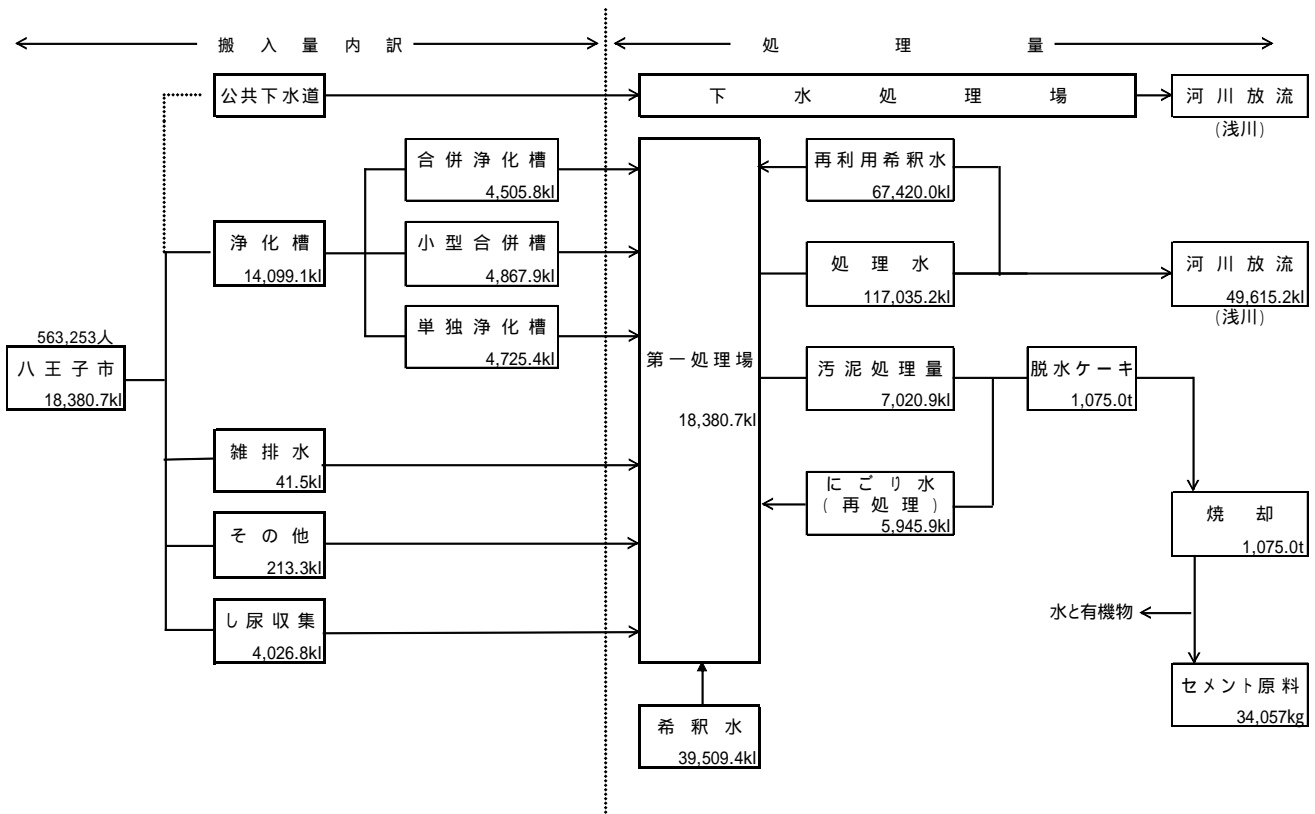 搬入量内訳
処理量
公共下水道
下水処理場
河川放流
(浅川)
合併浄化槽
4,505.8kl
再利用希釈水
67,420.0kl
浄化槽
14,099.1kl
小型合併槽
4,867.9kl
処理水
117,035.2kl
河川放流
49,615.2kl
(浅川)
単独浄化槽
4,725.4kl
563,253人
八王子市
18,380.7kl
第一処理場
18,380.7kl
汚泥処理量
7,020.9kl
脱水ケーキ
1,075.0t
雑排水
41.5kl
にごり水
(再処理)
5,945.9kl
焼却
1,075.0t
その他
213.3kl
し尿収集
4,026.8kl
水と有機物
セメント原料
34,057kg
希釈水
39,509.4kl